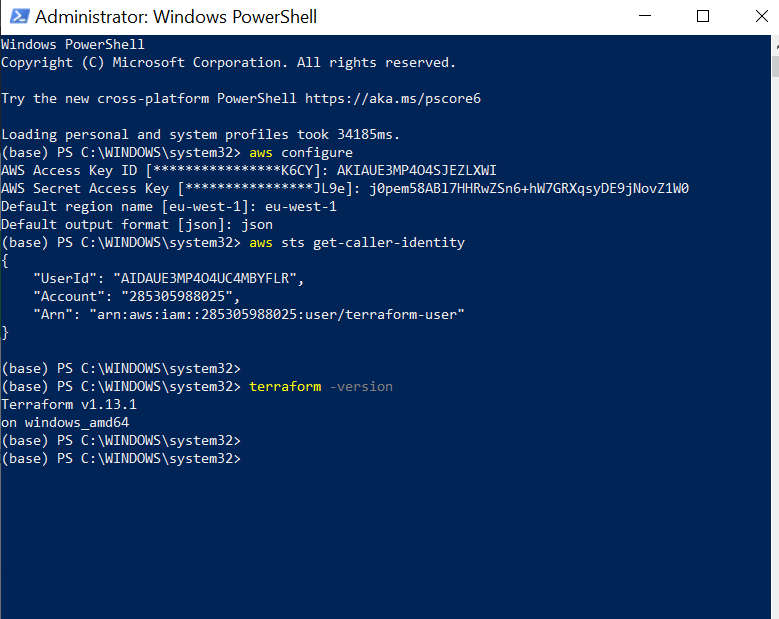 Administrator: Windows PowerShell
Windows PowerShell
Copyright (C) Microsoft Corporation. All rights reserved.
Try the new cross-platform PowerShell https://aka.ms/pscore6
Loading personal and system profiles took 34185ms.
(base) PS C:\WINDOWS\system32> aws configure
AWS Access Key ID [****************K6CY]: AKIAUE3MP4O4SJEZLXWI
AWS Secret Access Key [****************JL9e]: 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
Default region name [eu-west-1]: eu-west-1
Default output format [json]: json
(base) PS C:\WINDOWS\system32> aws sts get-caller-identity
{
    "UserId": "AIDAUE3MP4O4UC4MBYFLR",
    "Account": "285305988025",
    "Arn": "arn:aws:iam::285305988025:user/terraform-user"
}
(base) PS C:\WINDOWS\system32>
(base) PS C:\WINDOWS\system32> terraform -version
Terraform v1.13.1
on windows_amd64
(base) PS C:\WINDOWS\system32>
(base) PS C:\WINDOWS\system32>